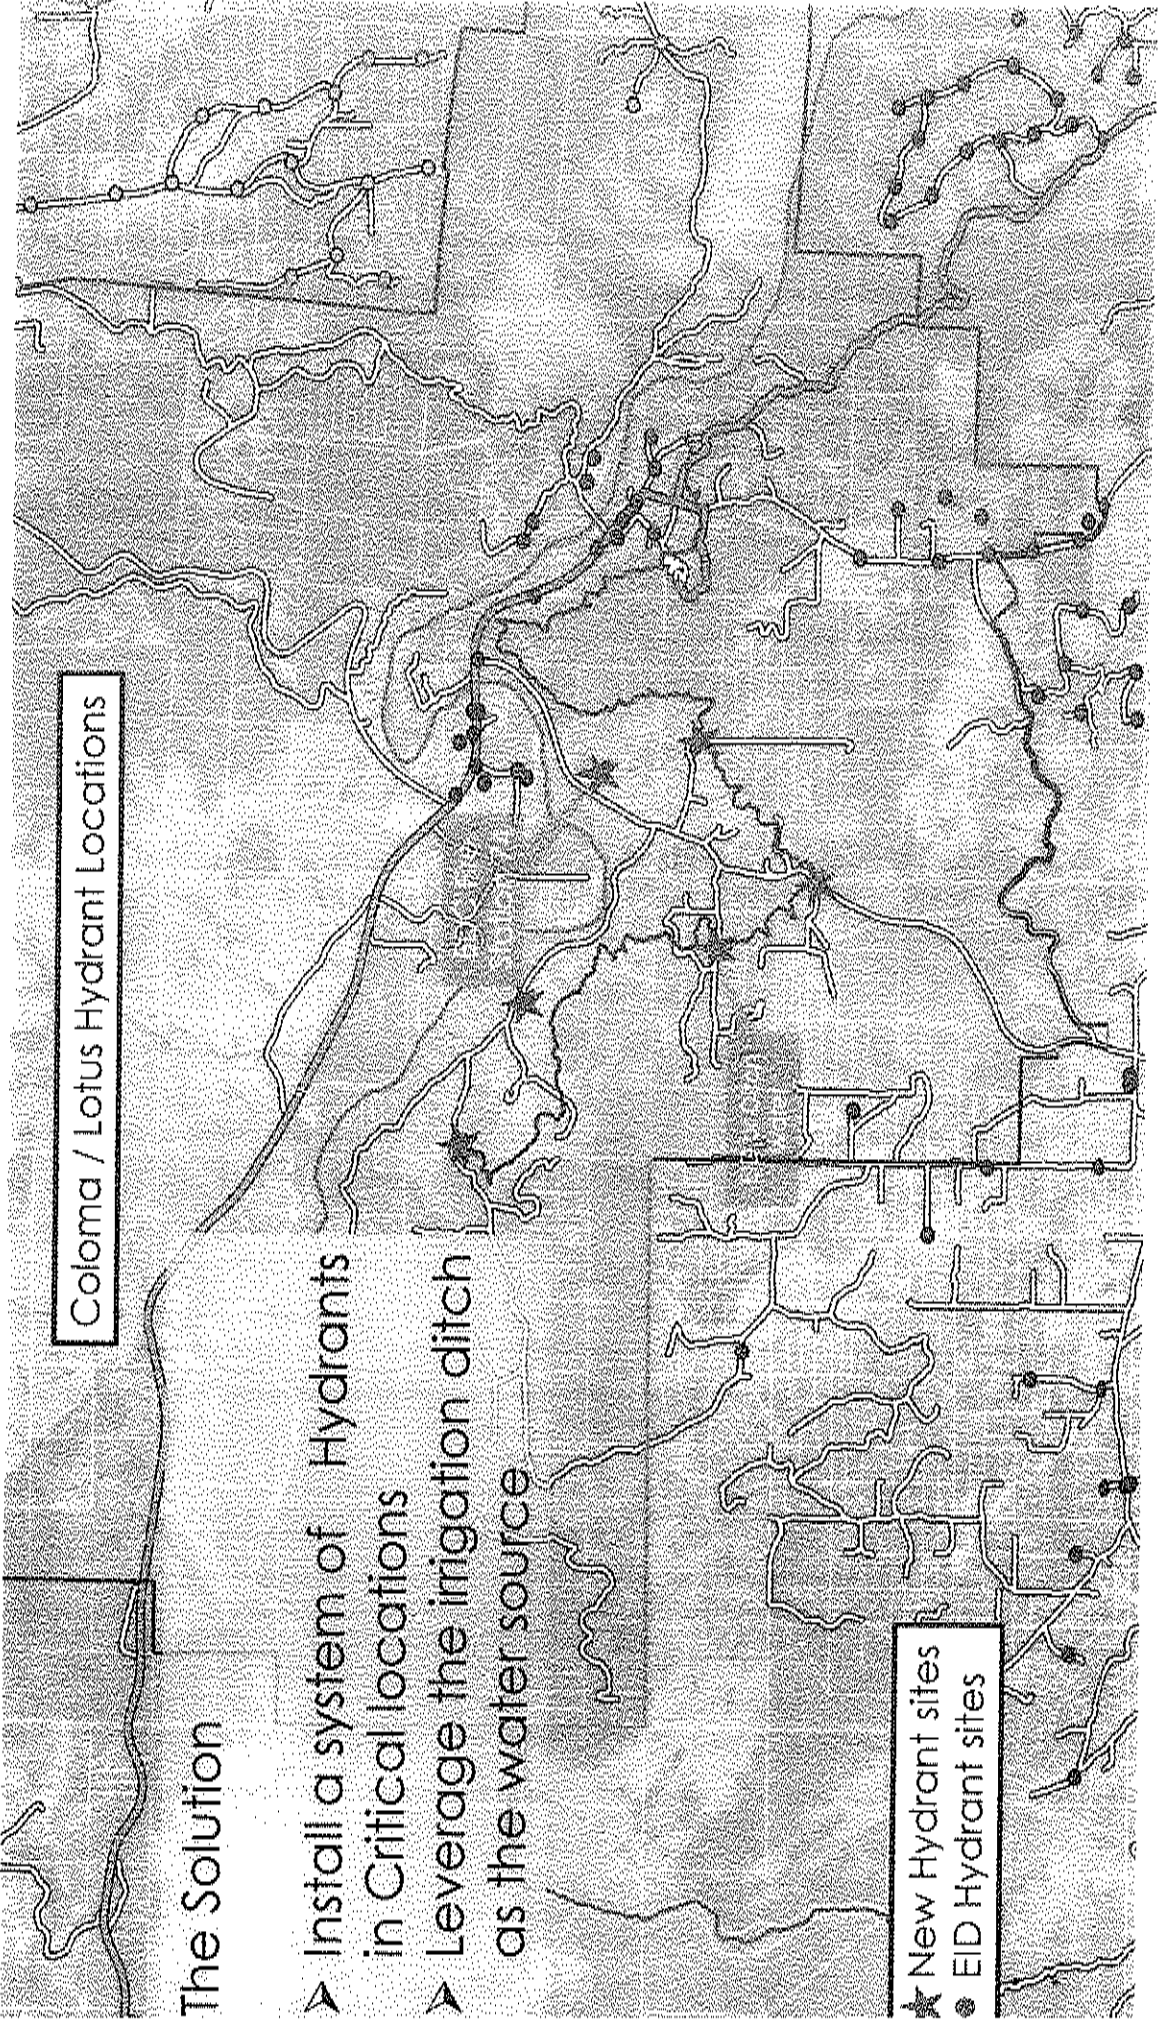 Coloma / Lotus Hydrant Locations
The Solution
➢ Install a system of Hydrants
in Critical locations
➢ Leverage the irrigation ditch
as the water source
New Hydrant sites
EID Hydrant sites